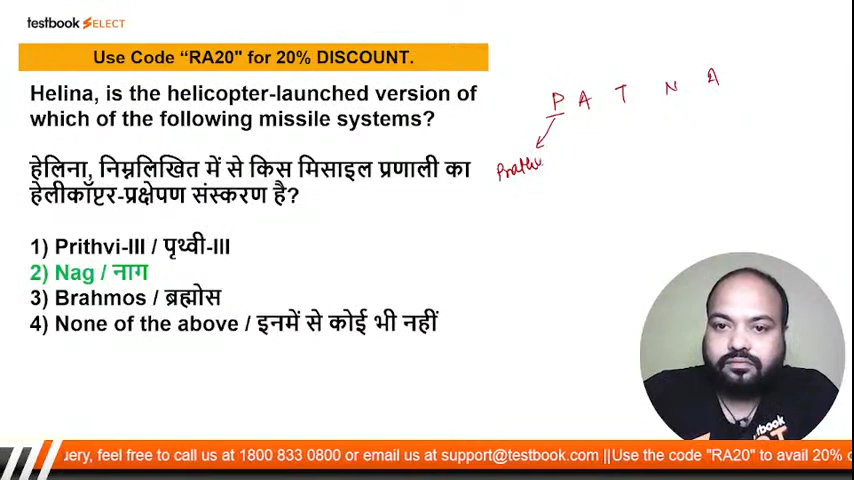 testbook SELECT
Use Code “RA20" for 20% DISCOUNT.
Helina, is the helicopter-launched version of
which of the following missile systems?
P A T N A
हेलिना, निम्नलिखित में से किस मिसाइल प्रणाली का
हेलीकॉप्टर-प्रक्षेपण संस्करण है?
1) Prithvi-III / पृथ्वी-III
2) Nag / नाग
3) Brahmos / ब्रह्मोस
4) None of the above / इनमें से कोई भी नहीं
uery, feel free to call us at 1800 833 0800 or email us at support@testbook.com ||Use the code "RA20" to avail 20%